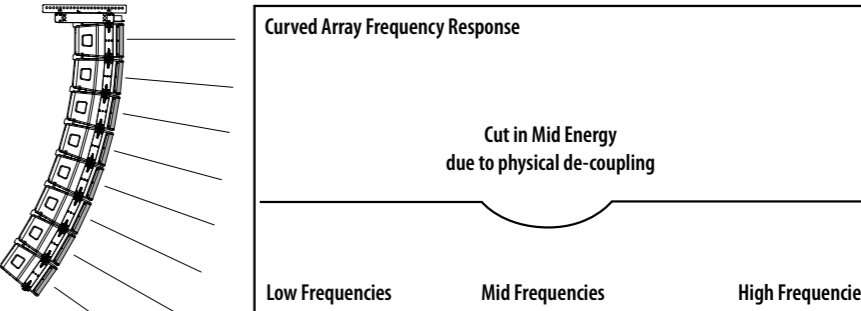 Curved Array Frequency Response
Cut in Mid Energy
due to physical de-coupling
Low Frequencies
Mid Frequencies
High Frequencie